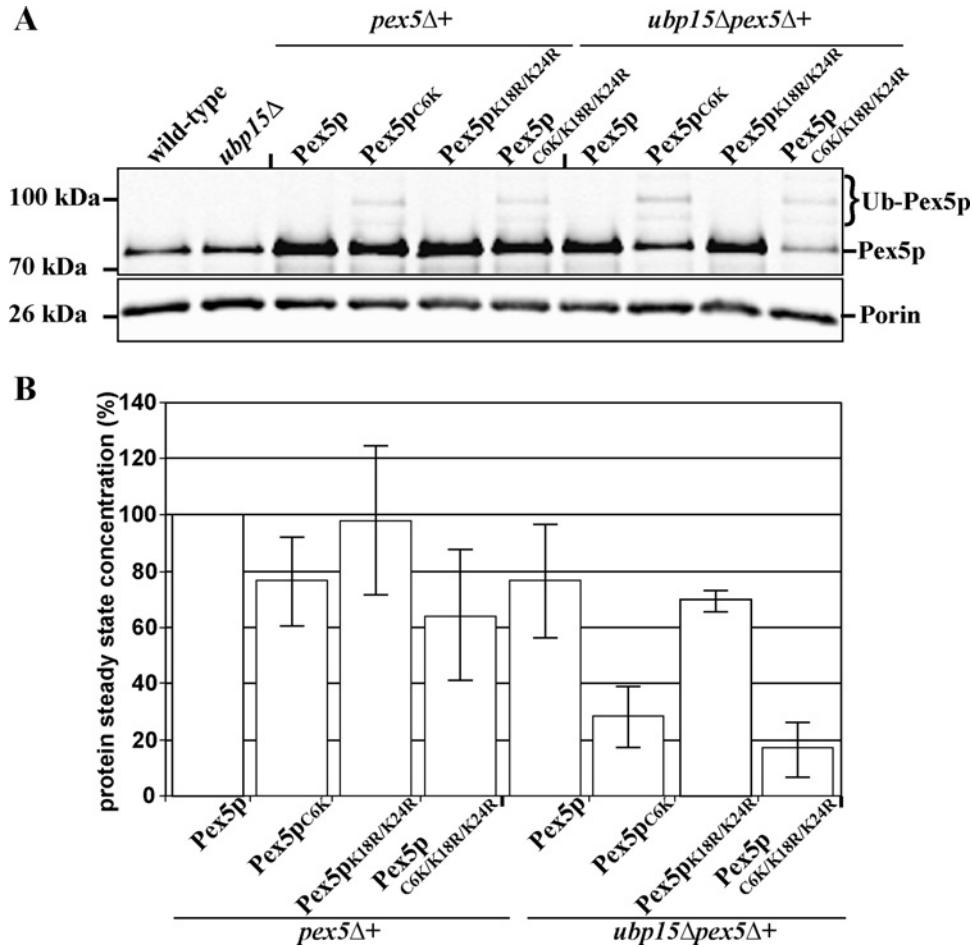 A
pex5Δ+
ubp15Δpex5Δ+
wild-type
ubp15Δ
Pex5p
Pex5pC6K
Pex5pK18R/K24R
Pex5p
C6K/K18R/K24R
Pex5p
Pex5pC6K
Pex5pK18R/K24R
Pex5p
C6K/K18R/K24R
100 kDa
Ub-Pex5p
Pex5p
70 kDa
26 kDa
Porin
B
protein steady state concentration (%)
140
120
100
80
60
40
20
0
Pex5p
Pex5pC6K
Pex5pK18R/K24R
Pex5p
C6K/K18R/K24R
Pex5p
Pex5pC6K
Pex5pK18R/K24R
Pex5p
C6K/K18R/K24R
pex5Δ+
ubp15Δpex5Δ+